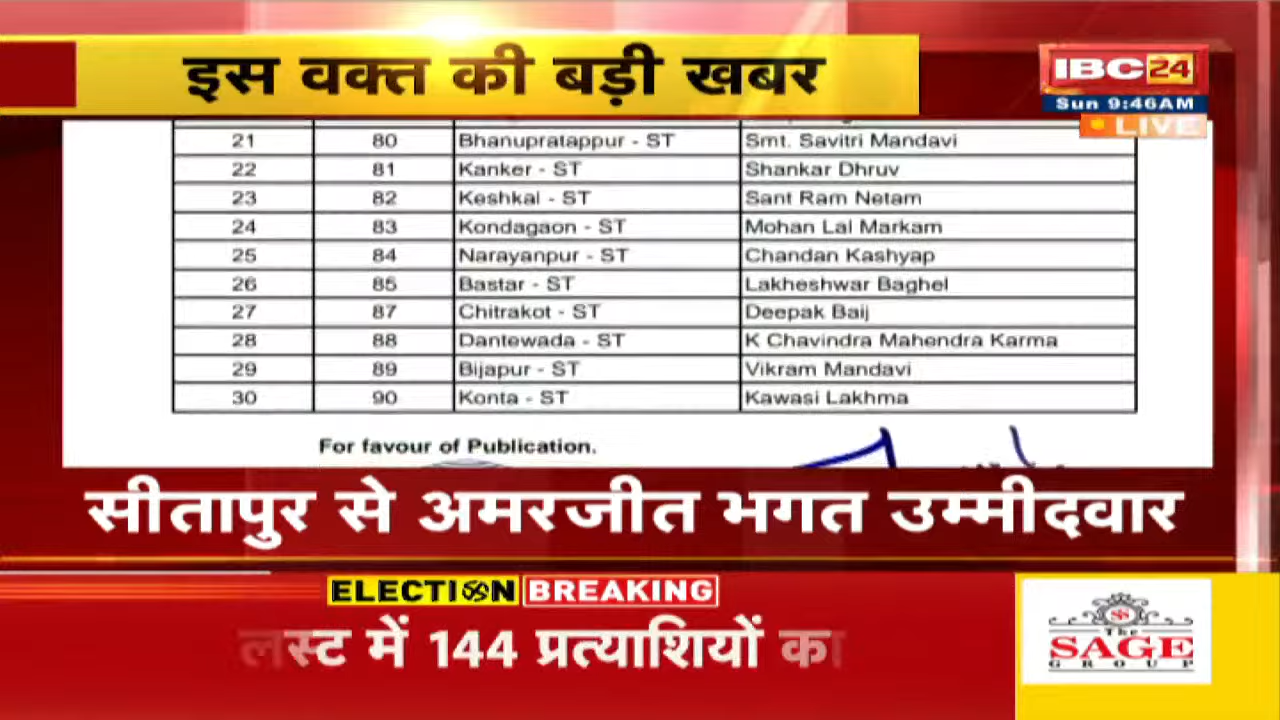 इस वक्त की बड़ी खबर
IBC24
Sun 9:46AM
LIVE
21 80 Bhanupratappur - ST Smt. Savitri Mandavi
22 81 Kanker - ST Shankar Dhruv
23 82 Keshkal - ST Sant Ram Netam
24 83 Kondagaon - ST Mohan Lal Markam
25 84 Narayanpur - ST Chandan Kashyap
26 85 Bastar - ST Lakheshwar Baghel
27 87 Chitrakot - ST Deepak Baij
28 88 Dantewada - ST K Chavindra Mahendra Karma
29 89 Bijapur - ST Vikram Mandavi
30 90 Konta - ST Kawasi Lakhma
For favour of Publication.
सीतापुर से अमरजीत भगत उम्मीदवार
ELECTION BREAKING
लस्ट में 144 प्रत्याशियों का
The
SAGE
GROUP